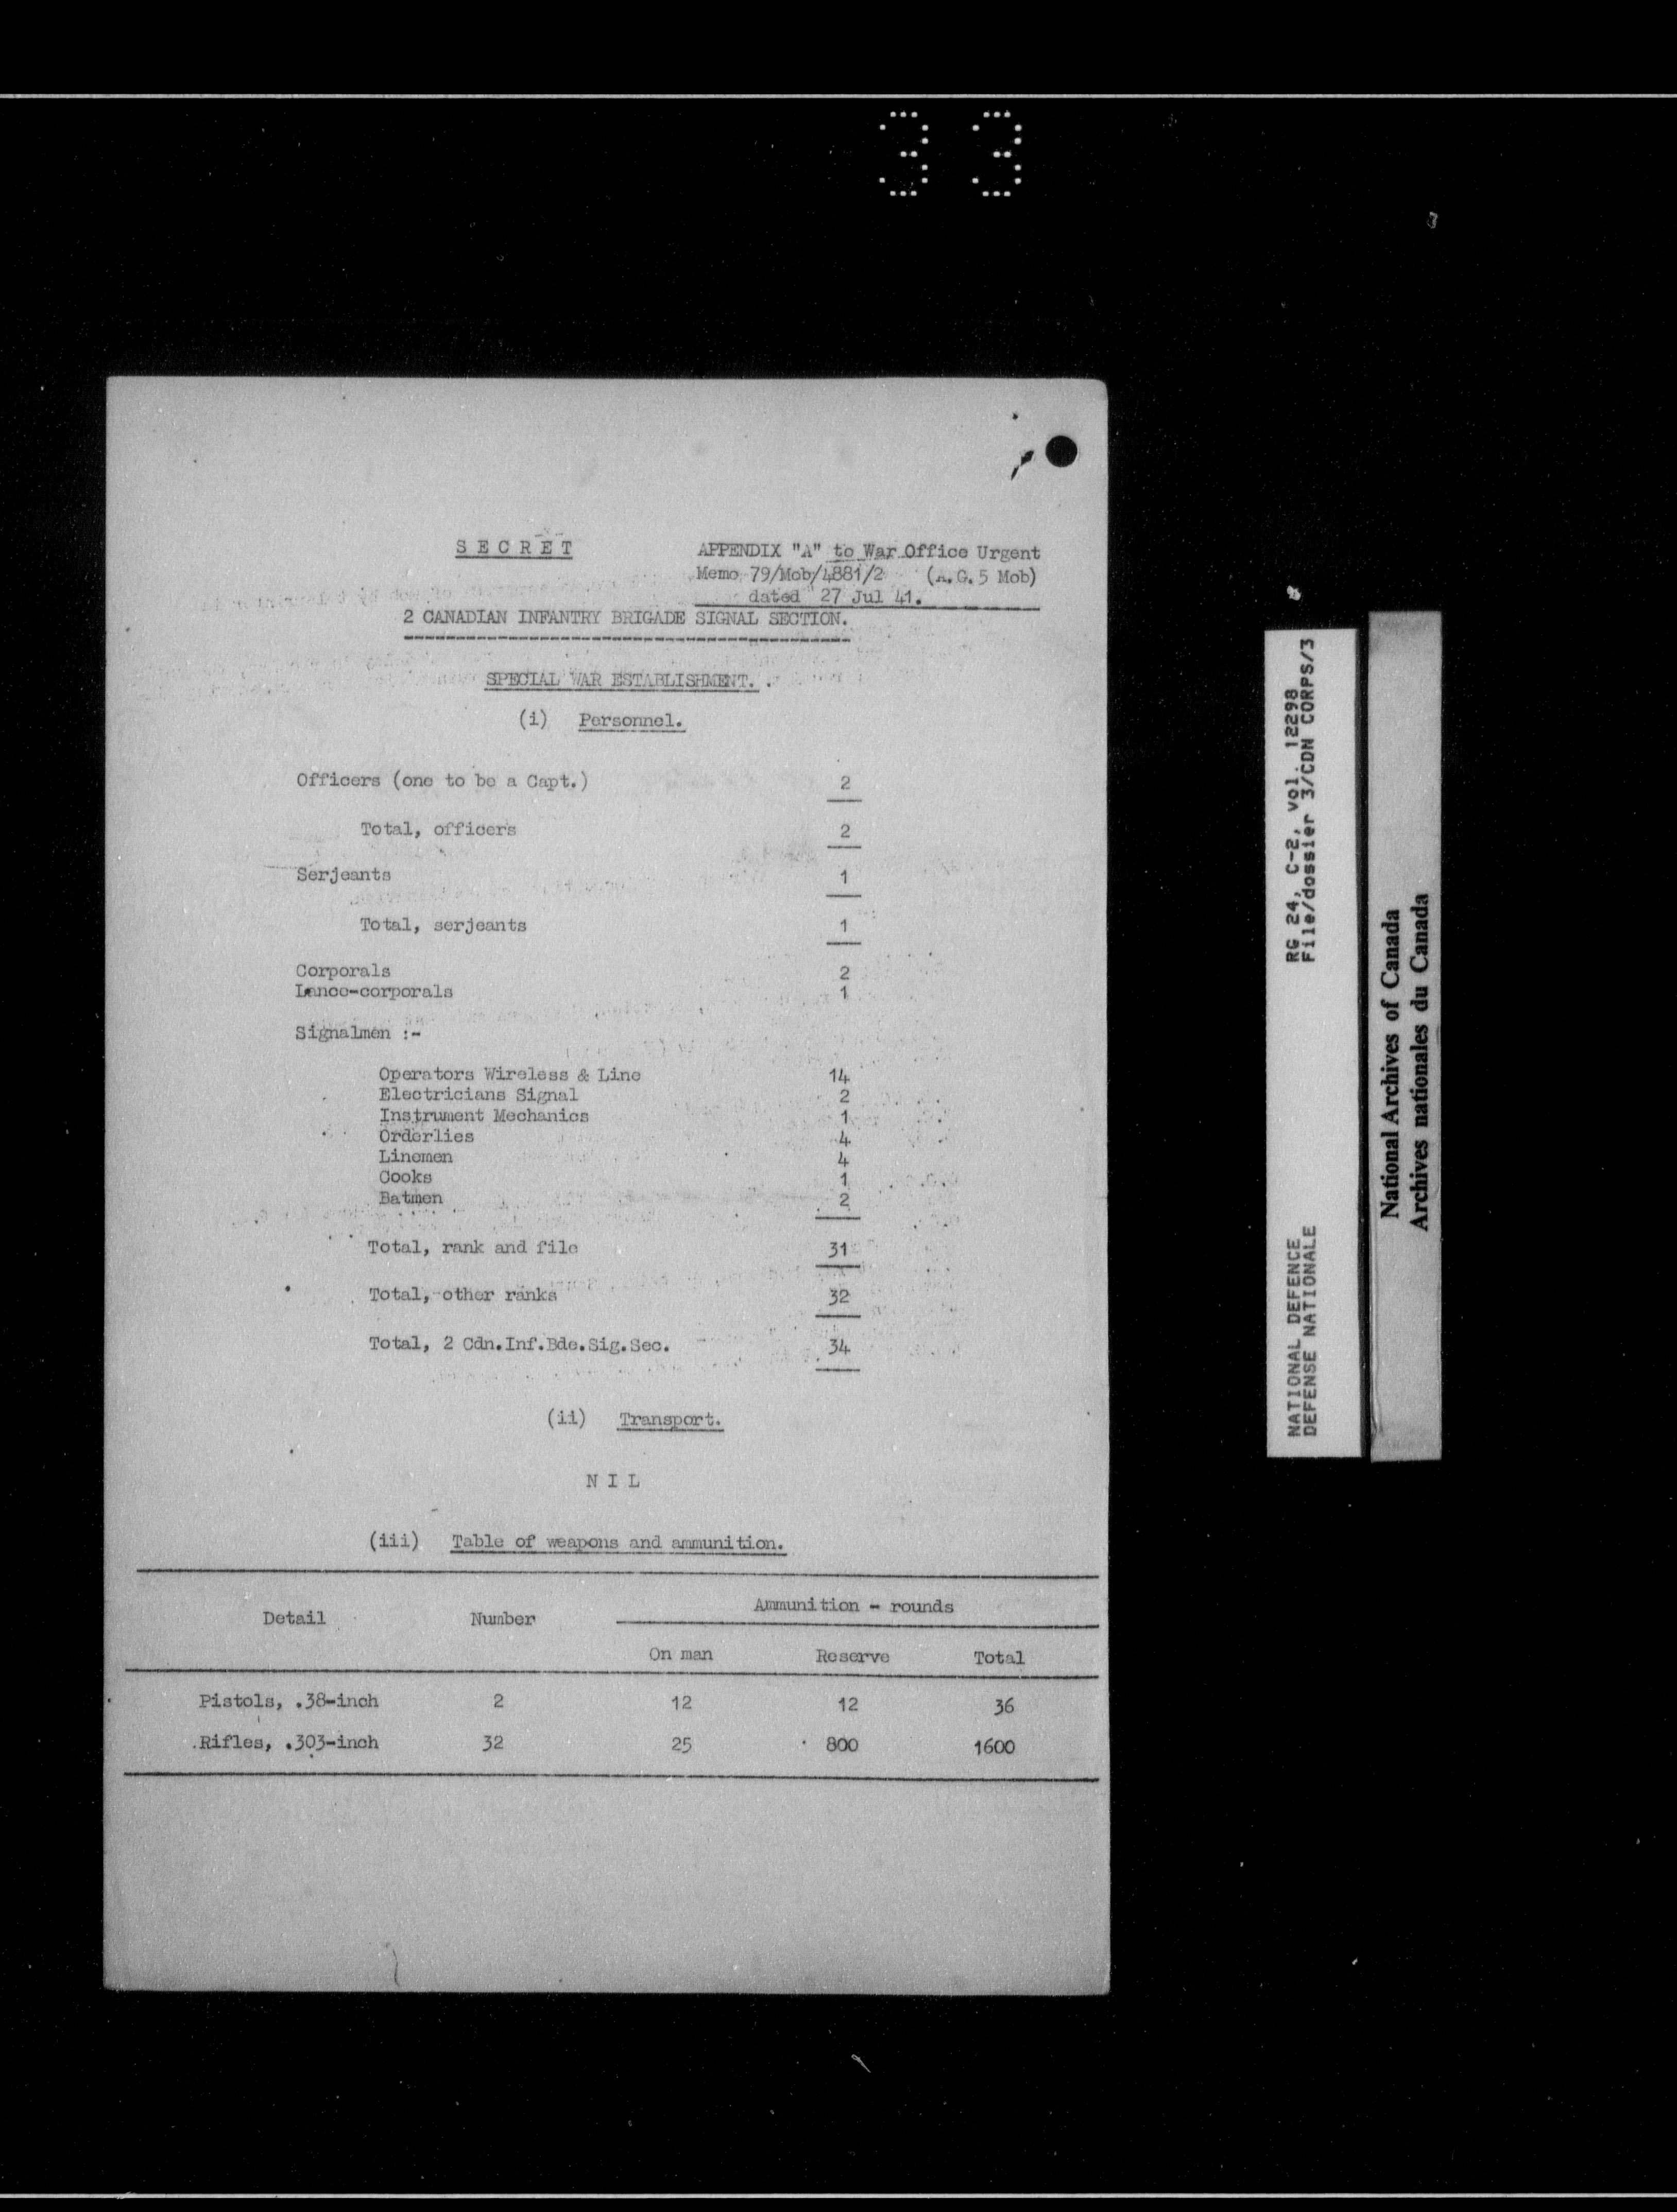 33
S E C R E T
APPENDIX "A" to War Office Urgent
Memo 79/Mob/4881/2 (A.G.5 Mob)
dated 27 Jul 41.
2 CANADIAN INFANTRY BRIGADE SIGNAL SECTION.
SPECIAL WAR ESTABLISHMENT.
(i) Personnel.
Officers (one to be a Capt.) 2
Total, officers 2
Serjeants 1
Total, serjeants 1
Corporals 2
Lance-corporals 1
Signalmen :-
Operators Wireless & Line 14
Electricians Signal 2
Instrument Mechanics 1
Orderlies 4
Linemen 4
Cooks 1
Batmen 2
Total, rank and file 31
Total, other ranks 32
Total, 2 Cdn.Inf.Bde.Sig.Sec. 34
(ii) Transport.
N I L
(iii) Table of weapons and ammunition.
Detail Number Ammunition - rounds
On man Reserve Total
Pistols, .38-inch 2 12 12 36
Rifles, .303-inch 32 25 800 1600
NATIONAL DEFENCE RG 24, C-2, vol. 12298
DEFENSE NATIONALE File/dossier 3/CDN CORPS/3
National Archives of Canada
Archives nationales du Canada